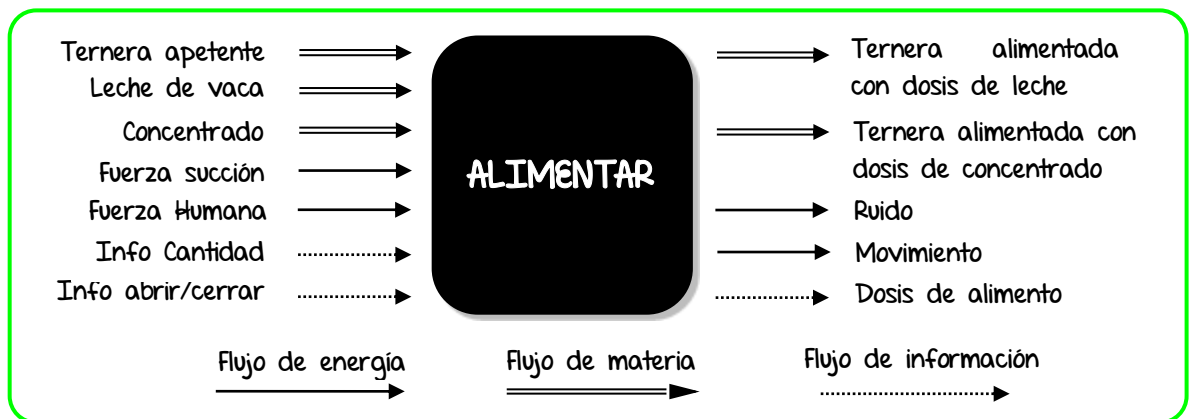 Ternera apetente
Leche de vaca
Concentrado
Fuerza succión
Fuerza Humana
Info Cantidad
Info abrir/cerrar
ALIMENTAR
Ternera alimentada
con dosis de leche
Ternera alimentada con
dosis de concentrado
Ruido
Movimiento
Dosis de alimento
Flujo de energía
Flujo de materia
Flujo de información